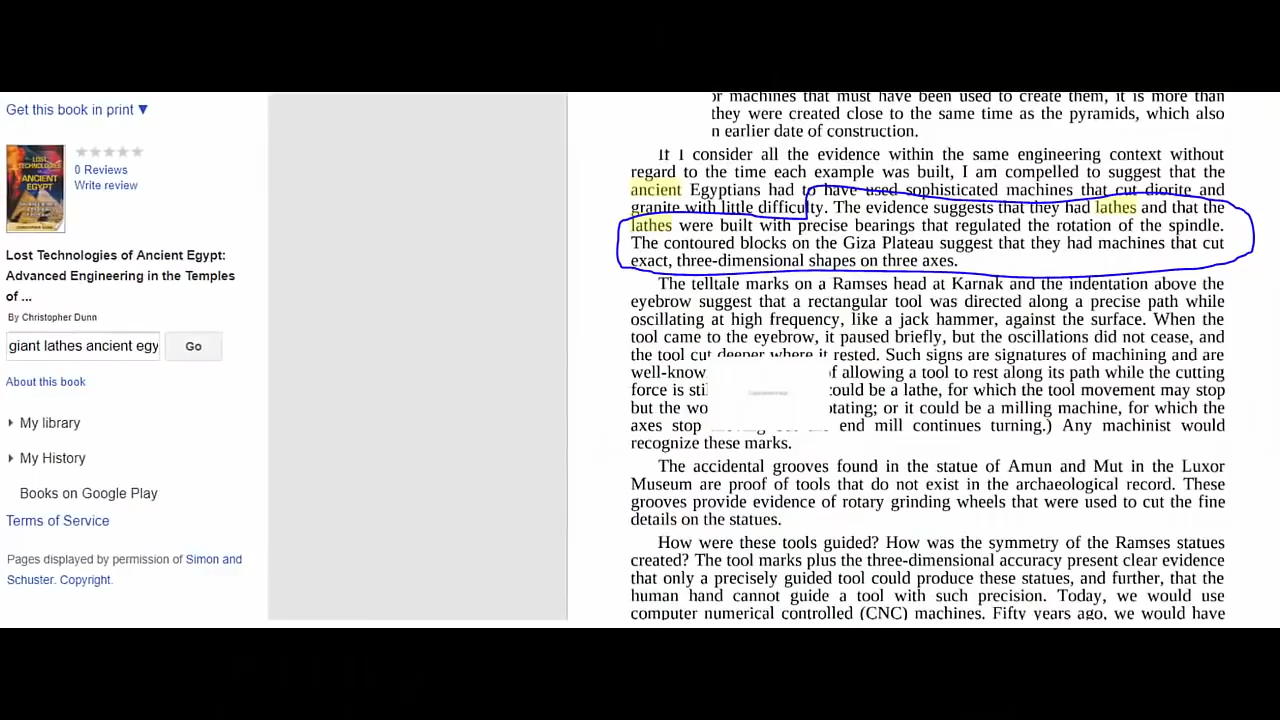 Get this book in print ▼
0 Reviews
Write review
LOST
TECHNOLOGIES
ANCIENT
EGYPT
Lost Technologies of Ancient Egypt:
Advanced Engineering in the Temples
of ...
By Christopher Dunn
giant lathes ancient egy
Go
About this book
My library
My History
Books on Google Play
Terms of Service
Pages displayed by permission of Simon and
Schuster. Copyright.
or machines that must have been used to create them, it is more than
they were created close to the same time as the pyramids, which also
n earlier date of construction.
If I consider all the evidence within the same engineering context without
regard to the time each example was built, I am compelled to suggest that the
ancient Egyptians had to have used sophisticated machines that cut diorite and
granite with little difficulty. The evidence suggests that they had lathes and that the
lathes were built with precise bearings that regulated the rotation of the spindle.
The contoured blocks on the Giza Plateau suggest that they had machines that cut
exact, three-dimensional shapes on three axes.
The telltale marks on a Ramses head at Karnak and the indentation above the
eyebrow suggest that a rectangular tool was directed along a precise path while
oscillating at high frequency, like a jack hammer, against the surface. When the
tool came to the eyebrow, it paused briefly, but the oscillations did not cease, and
the tool cut deeper where it rested. Such signs are signatures of machining and are
well-know f allowing a tool to rest along its path while the cutting
force is sti could be a lathe, for which the tool movement may stop
but the wo otating; or it could be a milling machine, for which the
axes stop end mill continues turning.) Any machinist would
recognize these marks.
The accidental grooves found in the statue of Amun and Mut in the Luxor
Museum are proof of tools that do not exist in the archaeological record. These
grooves provide evidence of rotary grinding wheels that were used to cut the fine
details on the statues.
How were these tools guided? How was the symmetry of the Ramses statues
created? The tool marks plus the three-dimensional accuracy present clear evidence
that only a precisely guided tool could produce these statues, and further, that the
human hand cannot guide a tool with such precision. Today, we would use
computer numerical controlled (CNC) machines. Fifty years ago, we would have